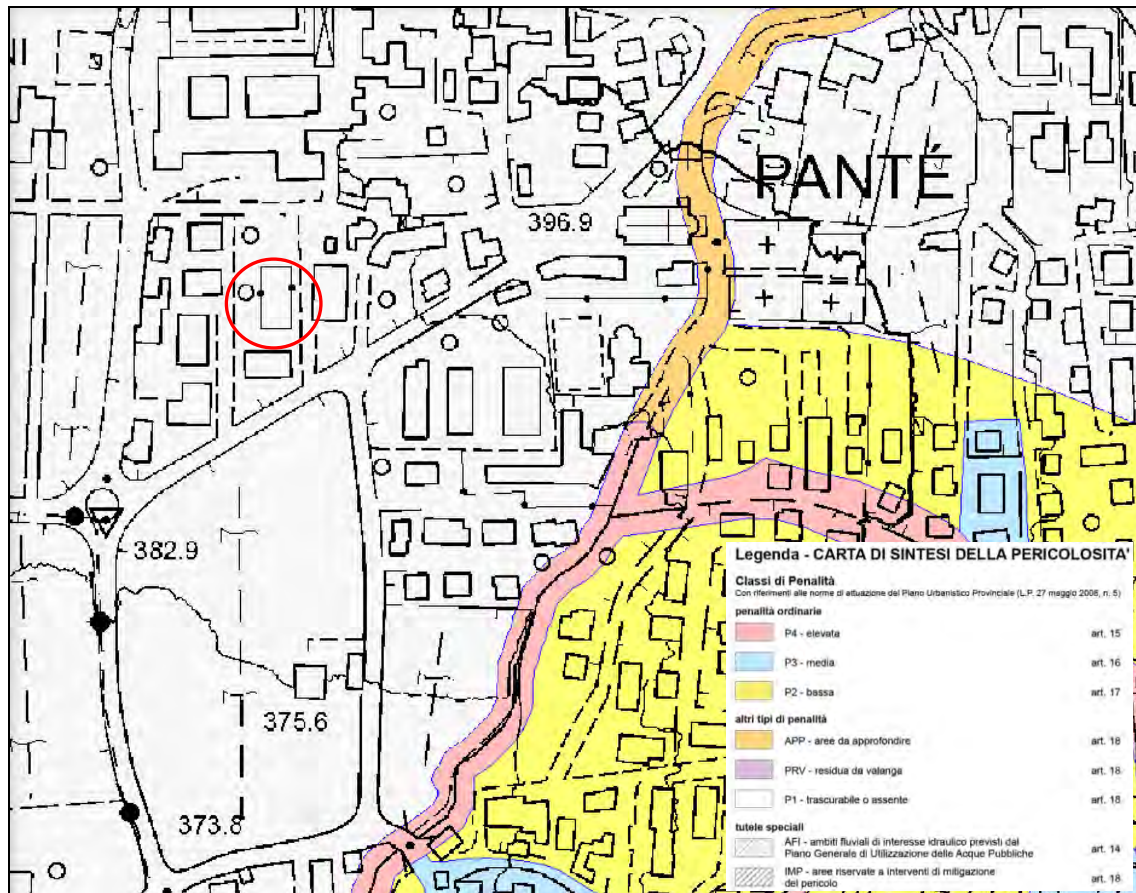 PANTÉ
396.9
382.9
375.6
373.8
Legenda - CARTA DI SINTESI DELLA PERICOLOSITA'
Classi di Penalità
Con riferimenti alle norme di attuazione del Piano Urbanistico Provinciale (L.P. 27 maggio 2008, n. 5)
penalità ordinarie
P4 - elevata art. 15
P3 - media art. 16
P2 - bassa art. 17
altri tipi di penalità
APP - aree da approfondire art. 18
PRV - residua da valanga art. 18
P1 - trascurabile o assente art. 18
tutele speciali
AFI - ambiti fluviali di interesse idraulico previsti dal
Piano Generale di Utilizzazione delle Acque Pubbliche art. 14
IMP - aree riservate a interventi di mitigazione
del pericolo art. 18